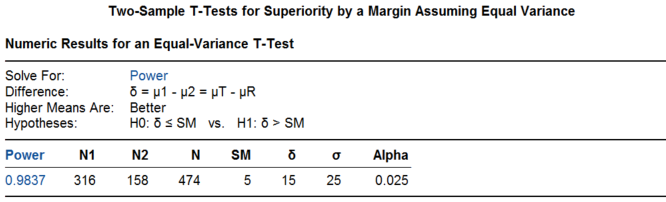 Two-Sample T-Tests for Superiority by a Margin Assuming Equal Variance
Numeric Results for an Equal-Variance T-Test
Solve For: Power
Difference: δ = μ1 - μ2 = μT - μR
Higher Means Are: Better
Hypotheses: H0: δ ≤ SM vs. H1: δ > SM
Power N1 N2 N SM δ σ Alpha
0.9837 316 158 474 5 15 25 0.025